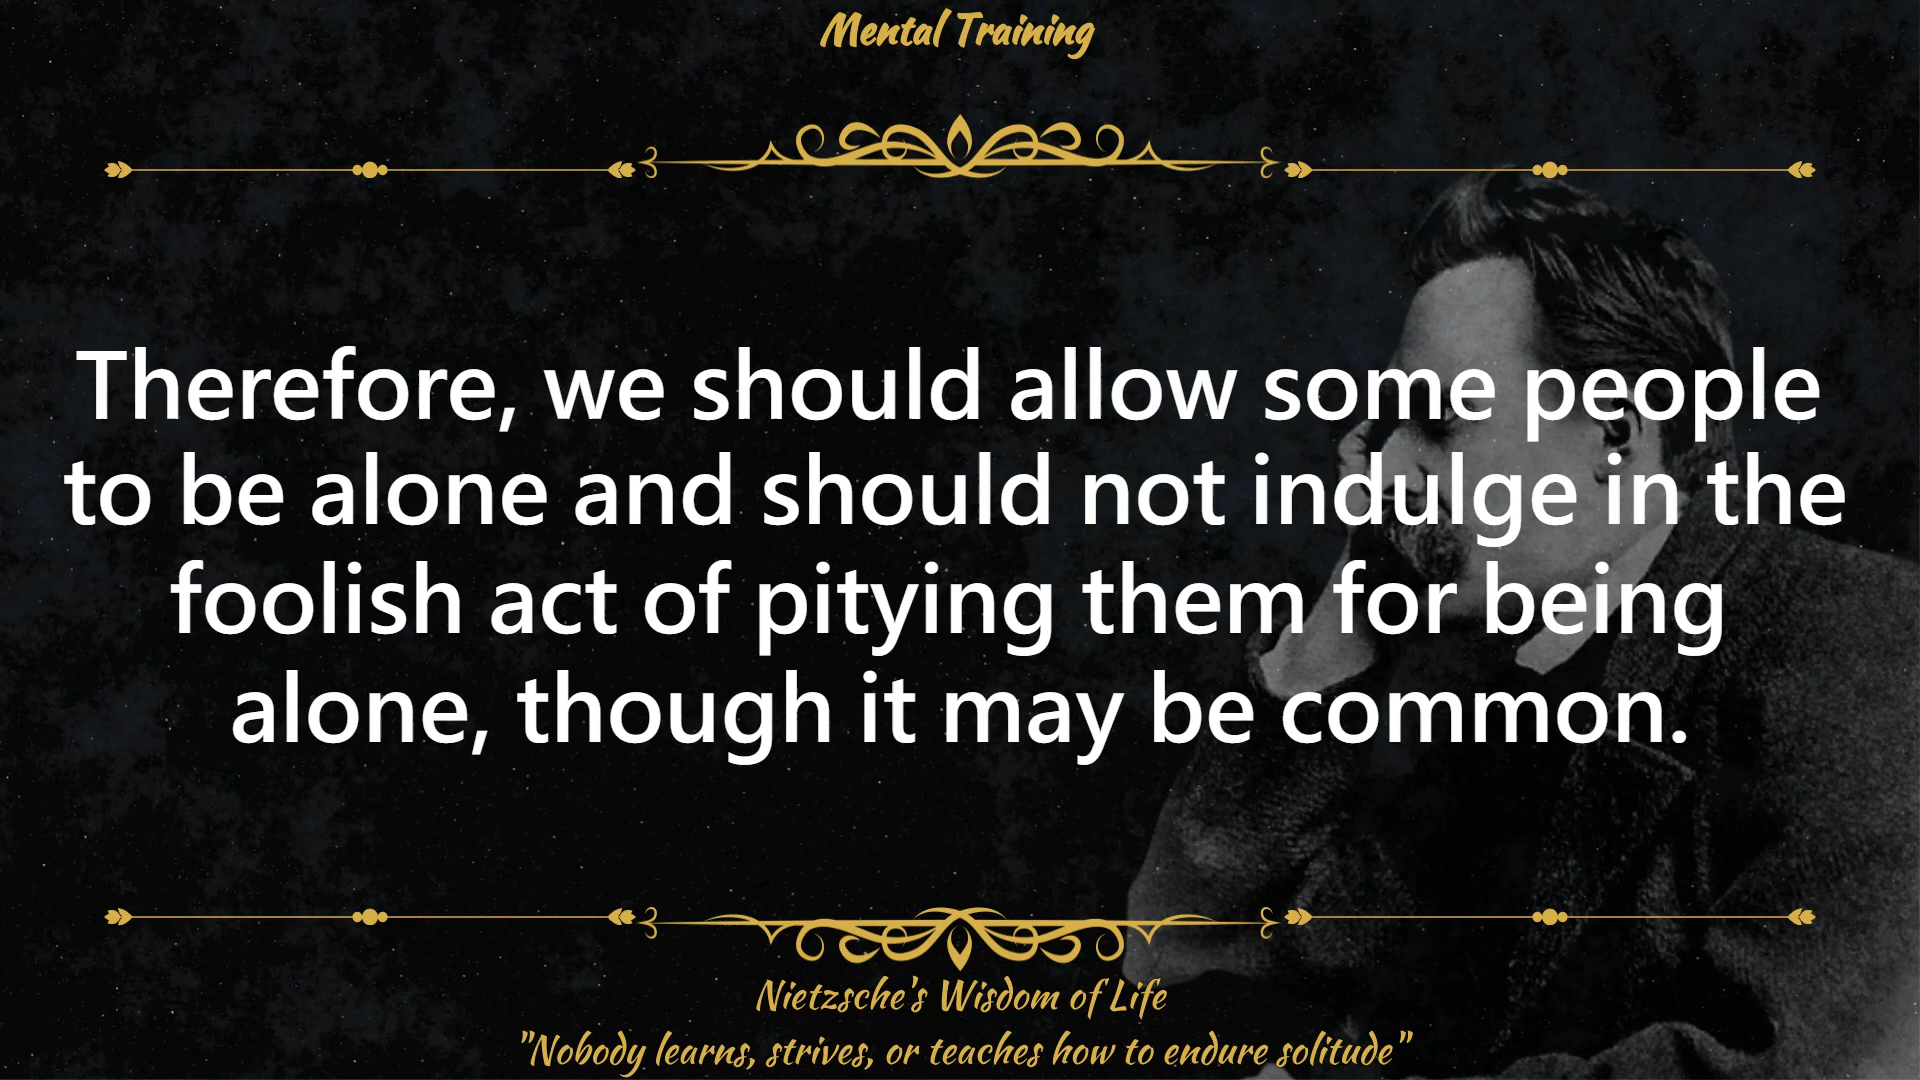 Mental Training
Therefore, we should allow some people
to be alone and should not indulge in the
foolish act of pitying them for being
alone, though it may be common.
Nietzsche's Wisdom of Life
"Nobody learns, strives, or teaches how to endure solitude"